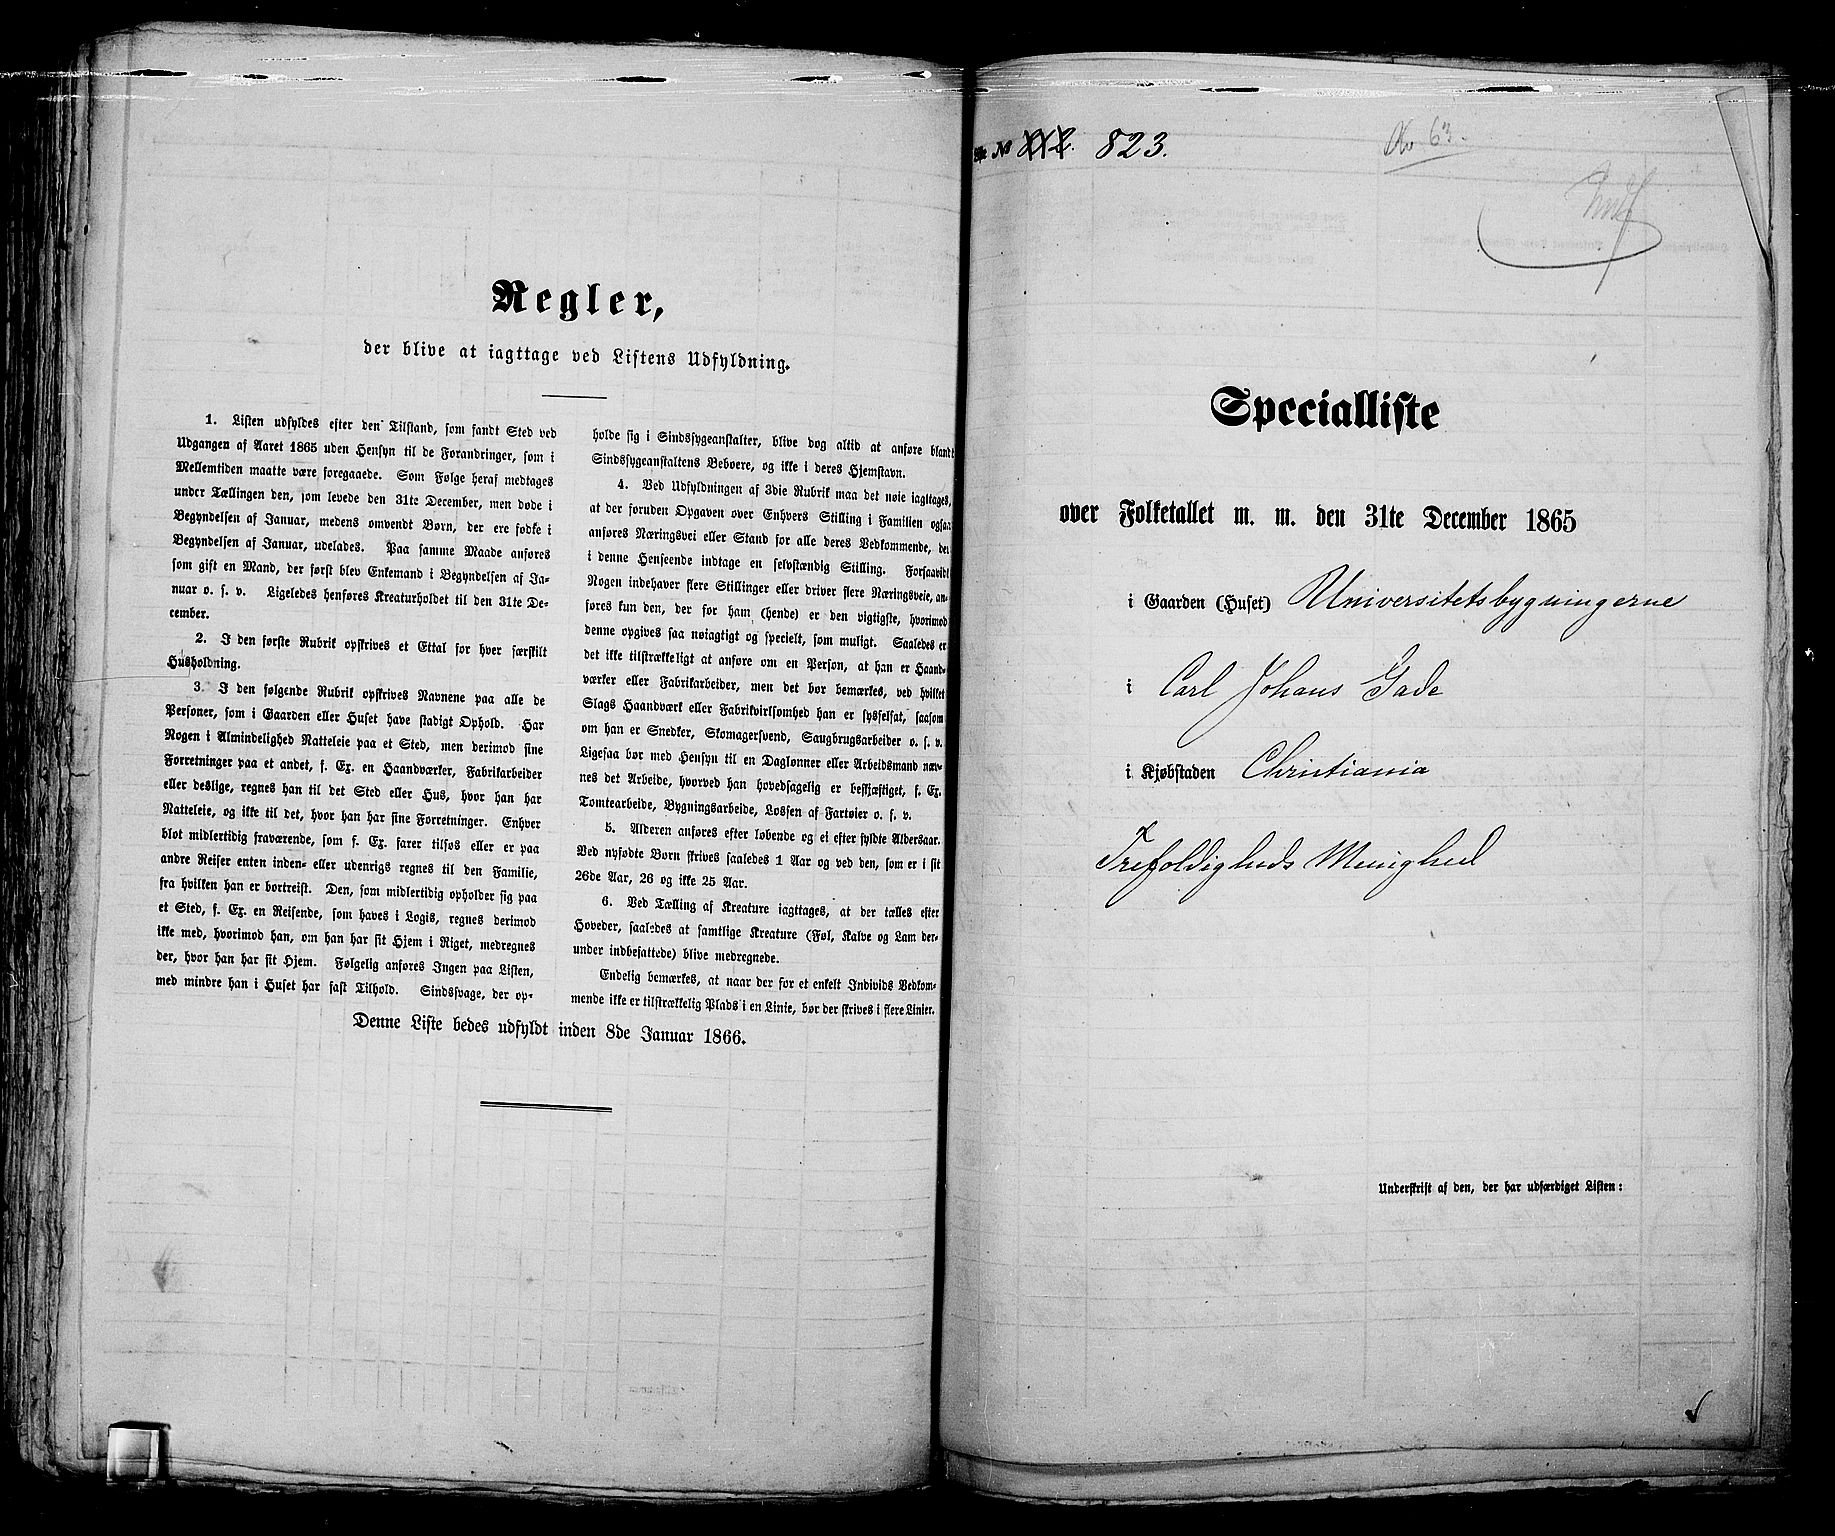 Regler,
der blive at iagttage ved Listens Udfyldning.
1. Listen udfyldes efter den Tilstand, som fandt Sted ved
Udgangen af Aaret 1865 uden Hensyn til de Forandringer, som i
Mellemtiden maatte være foregaaede. Som Følge heraf medtages
under Tællingen den, som levede den 31te December, men døde i
Begyndelsen af Januar, medens omvendt Børn, der ere fødte i
Begyndelsen af Januar, udelades. Paa samme Maade anføres
som gift en Mand, der først blev Enkemand i Begyndelsen af Ja-
nuar o. s. v. Ligeledes henføres Kreaturholdet til den 31te De-
cember.
2. I den første Rubrik opskrives et Ettal for hver særskilt
Husholdning.
3. I den følgende Rubrik opskrives Navnene paa alle de
Personer, som i Gaarden eller Huset have stadigt Ophold. Har
Nogen i Almindelighed Natteleie paa et Sted, men derimod sine
Forretninger paa et andet, f. Ex. en Haandværker, Fabrikarbeider
eller deslige, regnes han til det Sted eller Hus, hvor han har
Natteleie, og ikke til det, hvor han har sine Forretninger. Enhver
blot midlertidig fraværende, som f. Ex. farer tilsøs eller er paa
andre Reiser enten inden- eller udenrigs regnes til den Familie,
fra hvilken han er bortreist. Den, som midlertidig opholder sig paa
et Sted, f. Ex. en Reisende, som haves i Logis, regnes derimod
ikke med, hvorimod han, om han har sit Hjem i Riget, medregnes
der, hvor han har sit Hjem. Følgelig anføres Ingen paa Listen,
med mindre han i Huset har fast Tilhold. Sindssvage, der op-
holde sig i Sindssygeanstalter, blive dog altid at anføre blandt
Sindssygeanstaltens Beboere, og ikke i deres Hjemstavn.
4. Ved Udfyldningen af 3die Rubrik maa det nøie iagttages,
at der foruden Opgaven over Enhvers Stilling i Familien ogsaa
anføres Næringsvei eller Stand for alle deres Vedkommende, der
i denne Henseende indtage en selvstændig Stilling. Forsaavidt
Nogen indehaver flere Stillinger eller driver flere Næringsveie, an-
føres kun den, der for ham (hende) er den vigtigste, hvorimod
denne opgives saa nøiagtigt og specielt, som muligt. Saaledes er
det ikke tilstrækkeligt at anføre om en Person, at han er Haand-
værker eller Fabrikarbeider, men det bør bemærkes, ved hvilket
Slags Haandværk eller Fabrikvirksomhed han er sysselsat, saasom
om han er Snedker, Skomagersvend, Saugbrugsarbeider o. s. v.
Ligesaa bør med Hensyn til en Daglønner eller Arbeidsmand næv-
nes det Arbeide, hvorved han hovedsagelig er beskjæftiget, f. Ex.
Tomtearbeide, Bygningsarbeide, Lossen af Fartøier o. s. v.
5. Alderen anføres efter løbende og ei efter fyldte Aldersaar.
Ved nyfødte Børn skrives saaledes 1 Aar og ved den, som er i sit
26de Aar, 26 og ikke 25 Aar.
6. Ved Tælling af Kreature iagttages, at der tælles efter
Hoveder, saaledes at samtlige Kreature (Føl, Kalve og Lam der-
under indbefattede) blive medregnede.
Endelig bemærkes, at naar der for et enkelt Individs Vedkom-
mende ikke er tilstrækkelig Plads i en Linie, bør der skrives i flere Linier.
Denne Liste bedes udfyldt inden 8de Januar 1866.
No 823.
No 63.
Specialliste
over Folketallet m. m. den 31te December 1865
i Gaarden (Huset) Universitetsbygningerne
i Carl Johans Gade
i Kjøbstaden Christiania
Trefoldigheds Menighed
Underskrift af den, der har udfærdiget Listen: